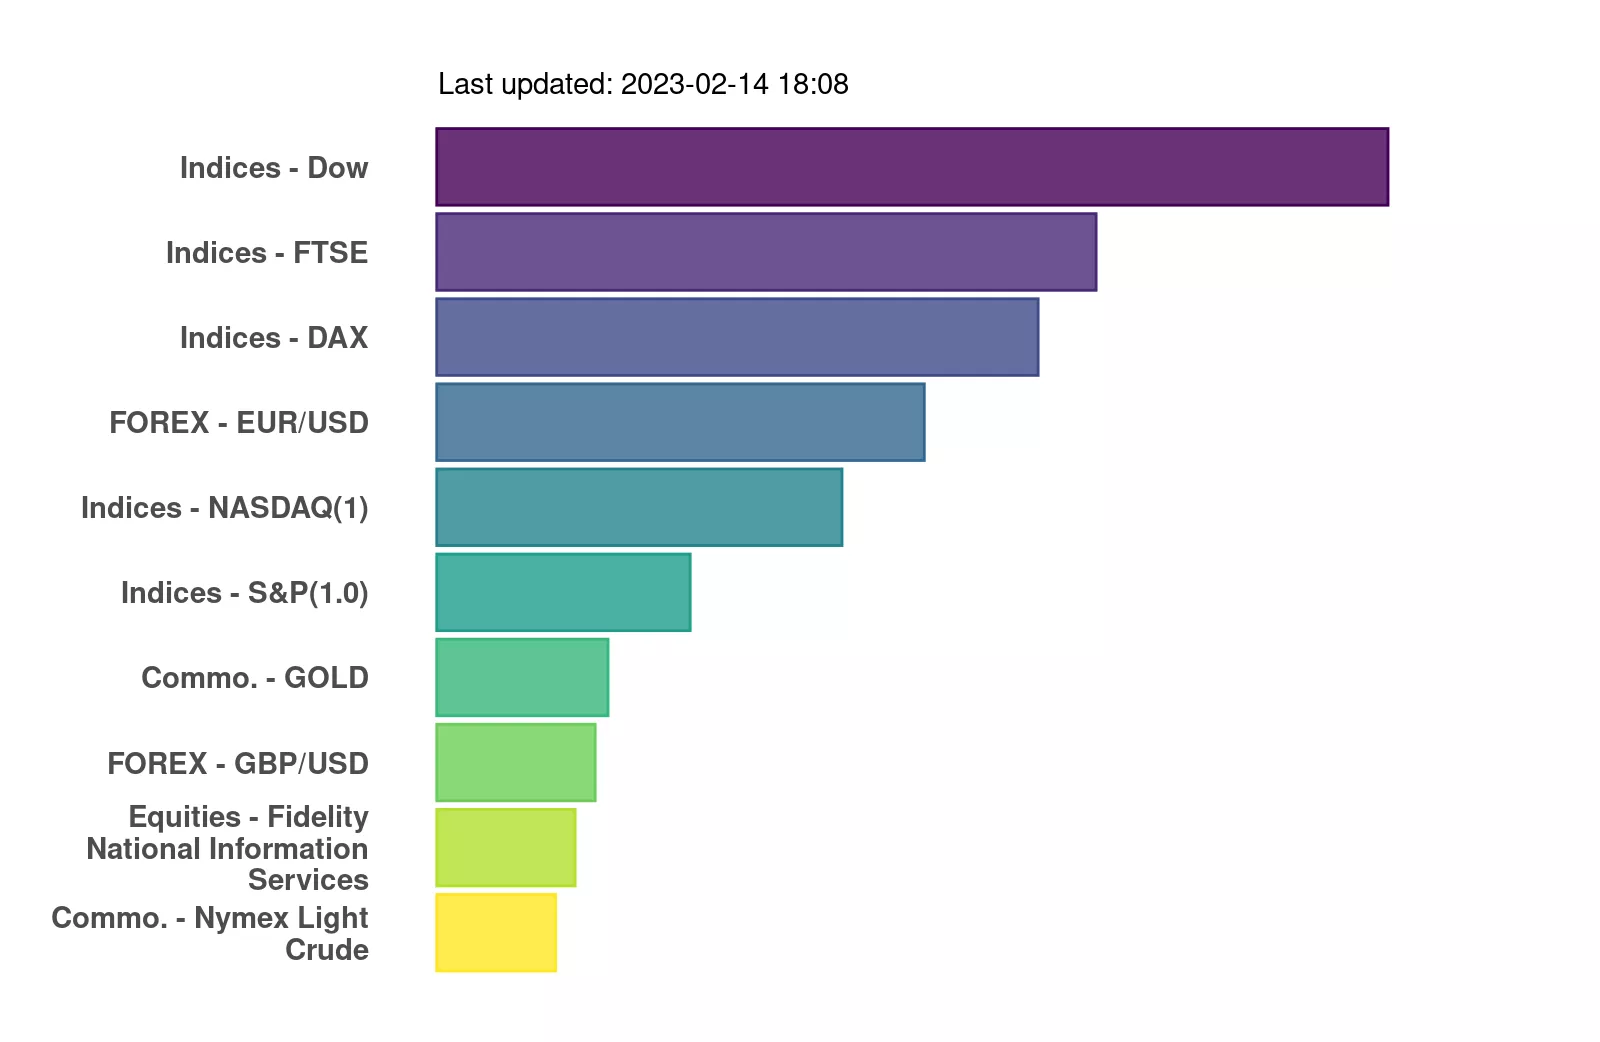 Last updated: 2023-02-14 18:08
Indices - Dow
Indices - FTSE
Indices - DAX
FOREX - EUR/USD
Indices - NASDAQ(1)
Indices - S&P(1.0)
Commo. - GOLD
FOREX - GBP/USD
Equities - Fidelity
National Information
Services
Commo. - Nymex Light
Crude